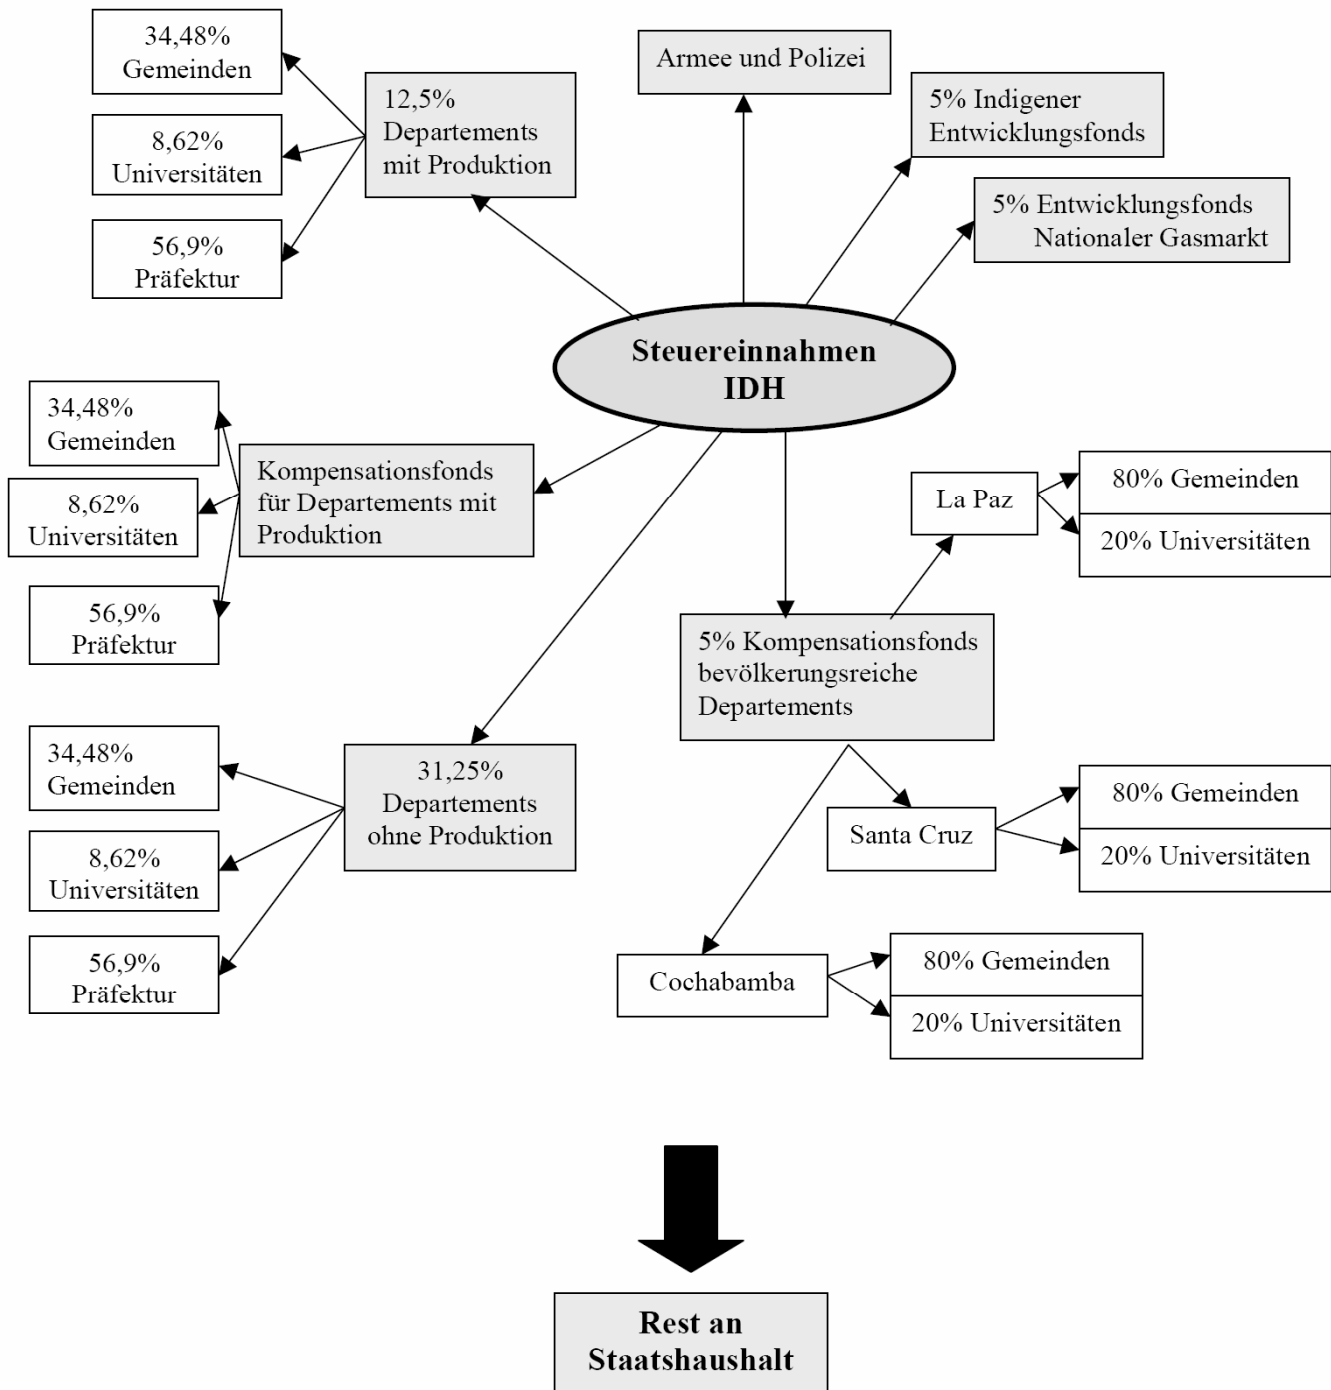 34,48%
Gemeinden
8,62%
Universitäten
56,9%
Präfektur
12,5%
Departements
mit Produktion
Armee und Polizei
5% Indigener
Entwicklungsfonds
5% Entwicklungsfonds
Nationaler Gasmarkt
Steuereinnahmen
IDH
34,48%
Gemeinden
8,62%
Universitäten
56,9%
Präfektur
Kompensationsfonds
für Departements mit
Produktion
La Paz
80% Gemeinden
20% Universitäten
5% Kompensationsfonds
bevölkerungsreiche
Departements
34,48%
Gemeinden
8,62%
Universitäten
56,9%
Präfektur
31,25%
Departements
ohne Produktion
Santa Cruz
80% Gemeinden
20% Universitäten
Cochabamba
80% Gemeinden
20% Universitäten
Rest an
Staatshaushalt